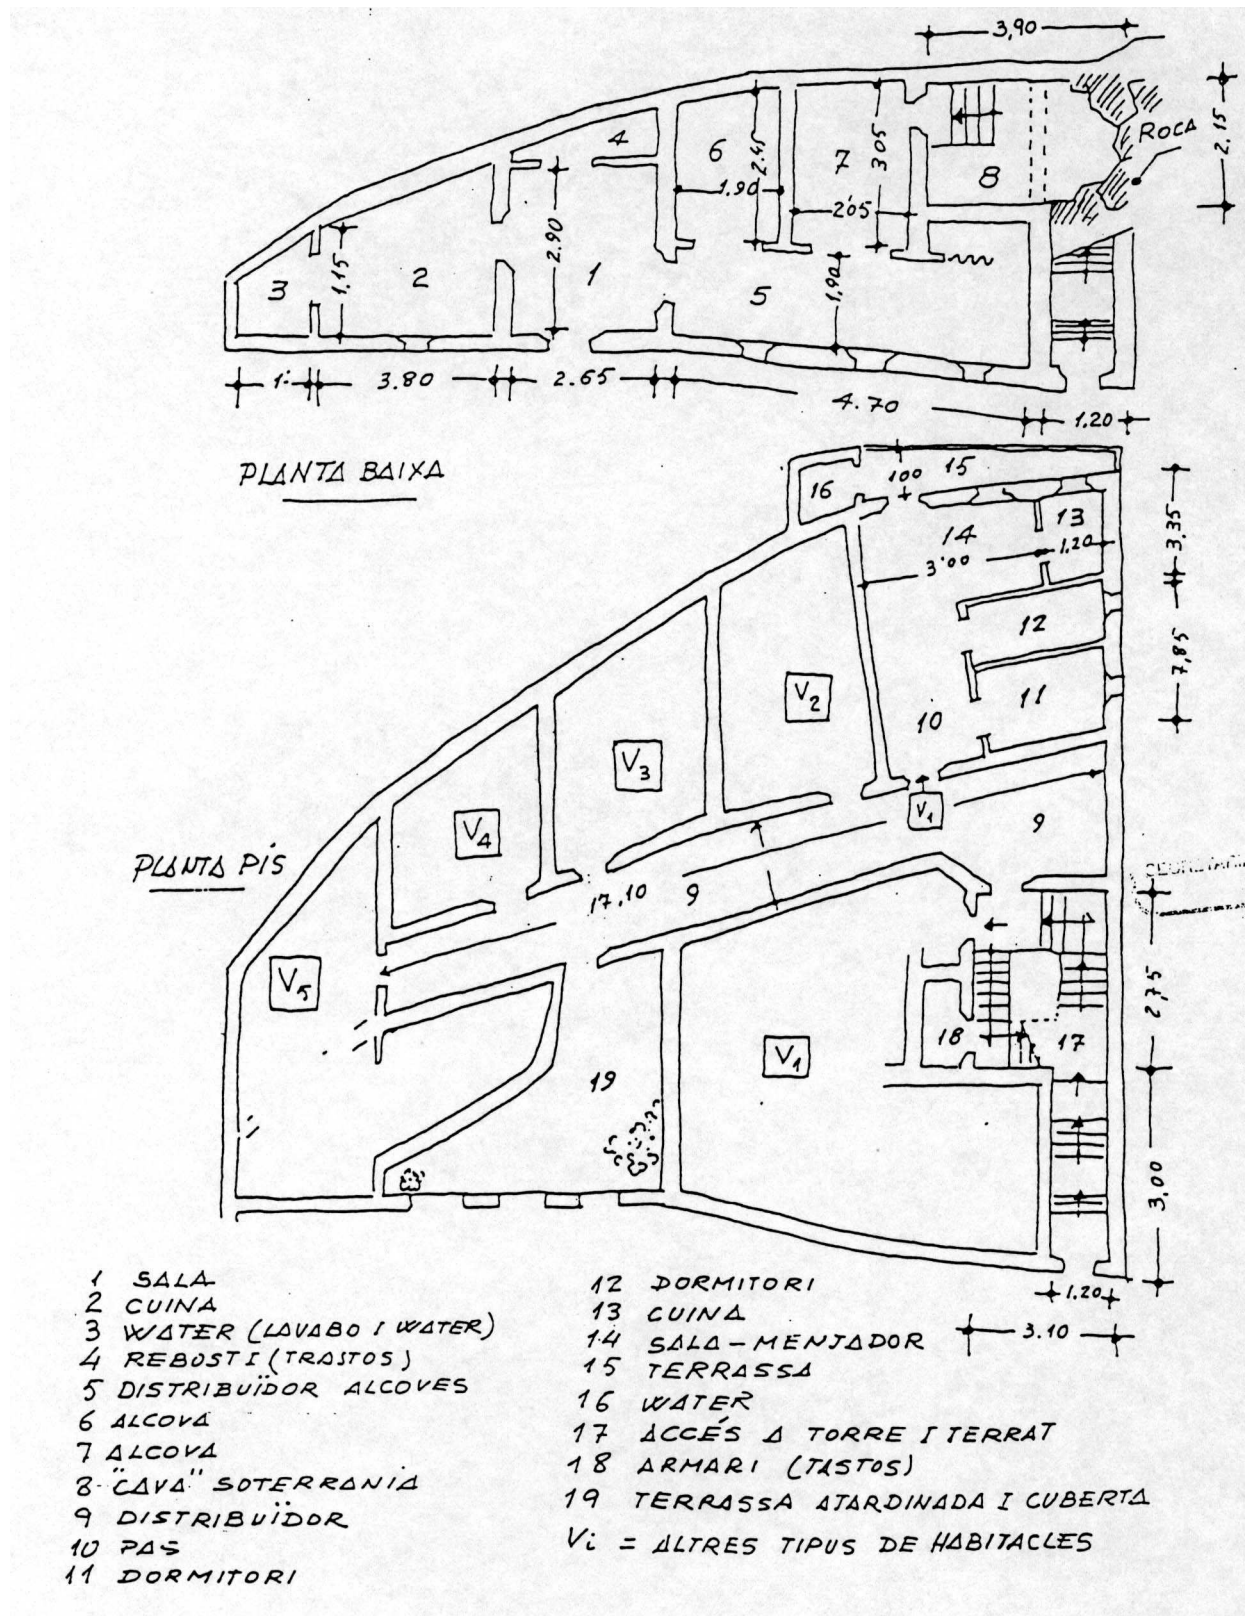 3,90
ROCA
2.15
4
6
2.45
1.90
7
3.05
2.05
8
3
1,15
2
2.90
1
5
1,90
1.-
3.80
2.65
4.70
1.20
PLANTA BAIXA
16
1.00
15
14
13
3.00
1.20
3.35
12
7,85
11
10
V2
V3
V1
V4
9
PLANTA PÍS
17.10
9
V5
2,75
18
17
V1
19
3,00
1.20
3.10
1 SALA
2 CUINA
3 WATER (LAVABO I WATER)
4 REBOSTI (TRASTOS)
5 DISTRIBUÏDOR ALCOVES
6 ALCOVA
7 ALCOVA
8 "CAVA" SOTERRANIA
9 DISTRIBUÏDOR
10 PAS
11 DORMITORI
12 DORMITORI
13 CUINA
14 SALA-MENJADOR
15 TERRASSA
16 WATER
17 ACCÉS A TORRE I TERRAT
18 ARMARI (TASTOS)
19 TERRASSA ATARDINADA I CUBERTA
Vi = ALTRES TIPUS DE HABITACLES